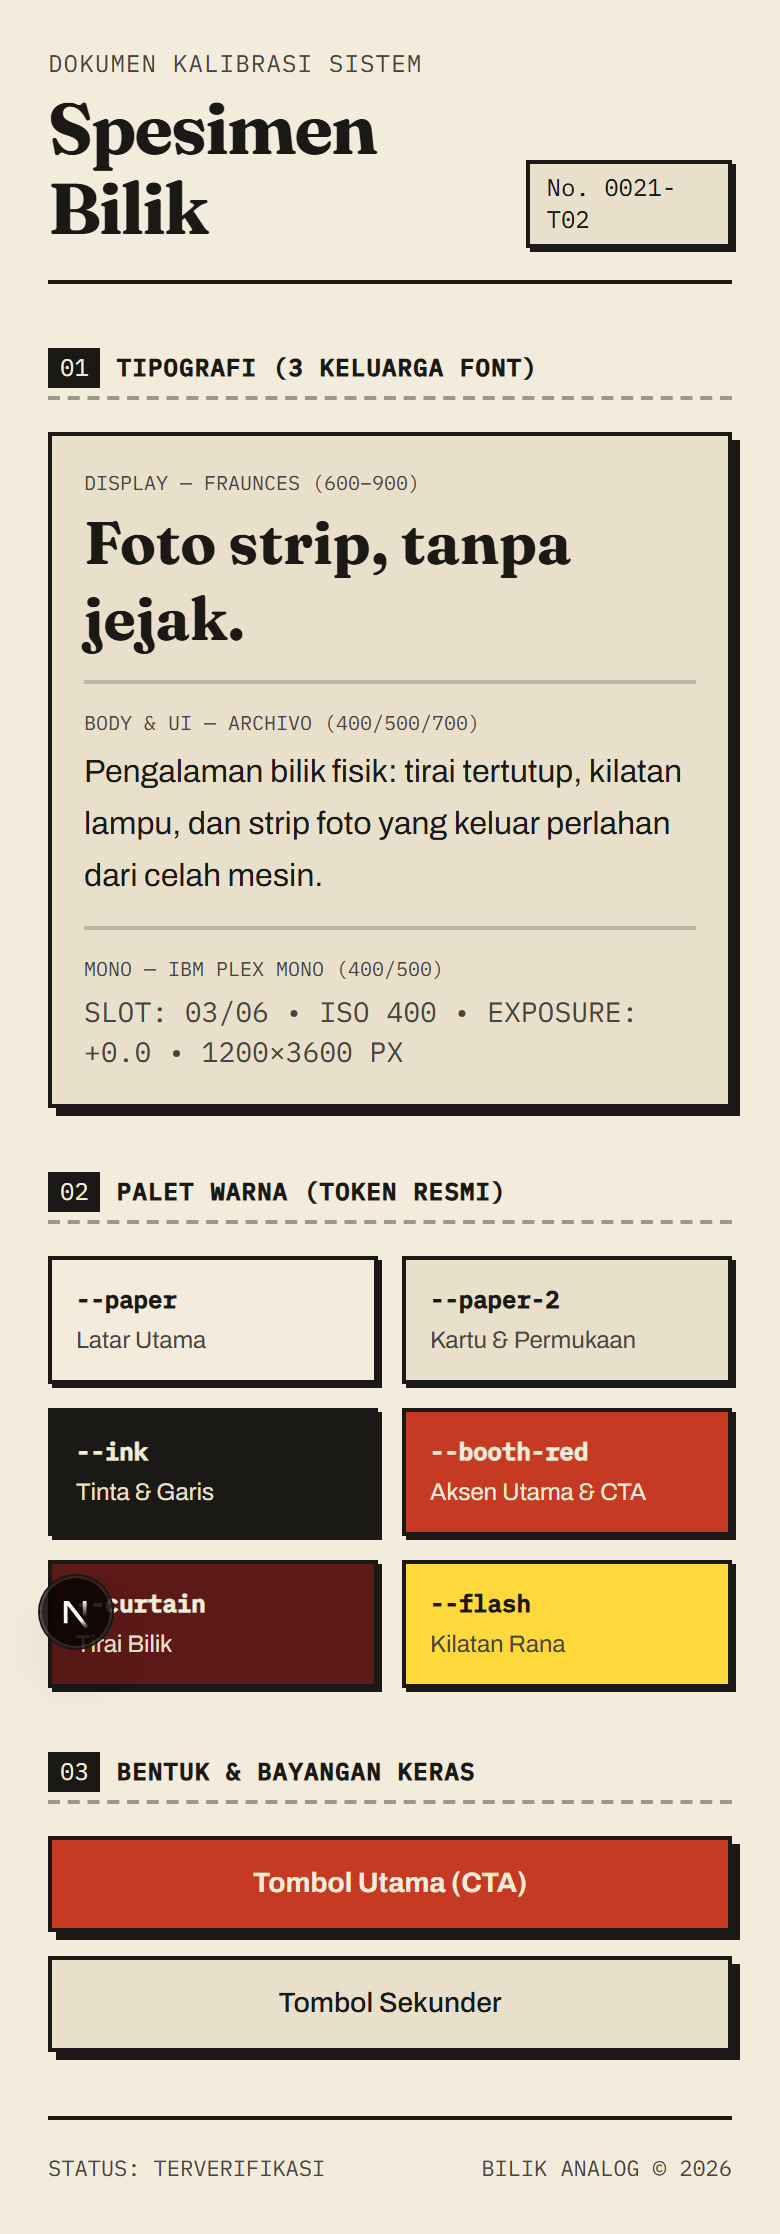 DOKUMEN KALIBRASI SISTEM
Spesimen
Bilik
No. 0021-
T02
01 TIPOGRAFI (3 KELUARGA FONT)
DISPLAY — FRAUNCES (600–900)
Foto strip, tanpa
jejak.
BODY & UI — ARCHIVO (400/500/700)
Pengalaman bilik fisik: tirai tertutup, kilatan
lampu, dan strip foto yang keluar perlahan
dari celah mesin.
MONO — IBM PLEX MONO (400/500)
SLOT: 03/06 • ISO 400 • EXPOSURE:
+0.0 • 1200×3600 PX
02 PALET WARNA (TOKEN RESMI)
--paper
Latar Utama
--paper-2
Kartu & Permukaan
--ink
Tinta & Garis
--booth-red
Aksen Utama & CTA
--curtain
Tirai Bilik
N
--flash
Kilatan Rana
03 BENTUK & BAYANGAN KERAS
Tombol Utama (CTA)
Tombol Sekunder
STATUS: TERVERIFIKASI
BILIK ANALOG © 2026